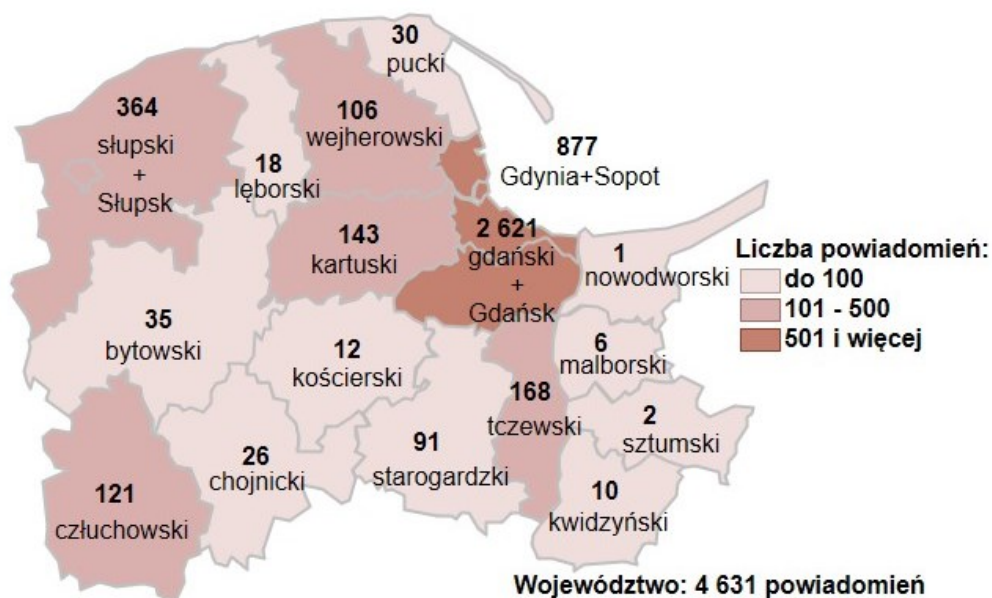 30
pucki
364
słupski
+
Słupsk
106
wejherowski
18
lęborski
877
Gdynia+Sopot
143
kartuski
2 621
gdański
+
Gdańsk
1
nowodworski
Liczba powiadomień:
do 100
101 - 500
501 i więcej
35
bytowski
12
kościerski
6
malborski
168
tczewski
2
sztumski
91
starogardzki
26
chojnicki
121
człuchowski
10
kwidzyński
Województwo: 4 631 powiadomień